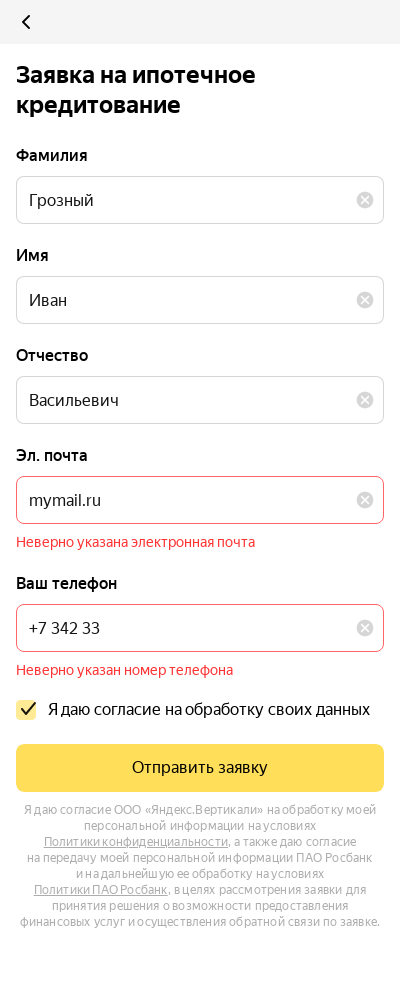 Заявка на ипотечное
кредитование
Фамилия
Грозный
Имя
Иван
Отчество
Васильевич
Эл. почта
mymail.ru
Неверно указана электронная почта
Ваш телефон
+7 342 33
Неверно указан номер телефона
Я даю согласие на обработку своих данных
Отправить заявку
Я даю согласие ООО «Яндекс.Вертикали» на обработку моей
персональной информации на условиях
Политики конфиденциальности, а также даю согласие
на передачу моей персональной информации ПАО Росбанк
и на дальнейшую ее обработку на условиях
Политики ПАО Росбанк, в целях рассмотрения заявки для
принятия решения о возможности предоставления
финансовых услуг и осуществления обратной связи по заявке.